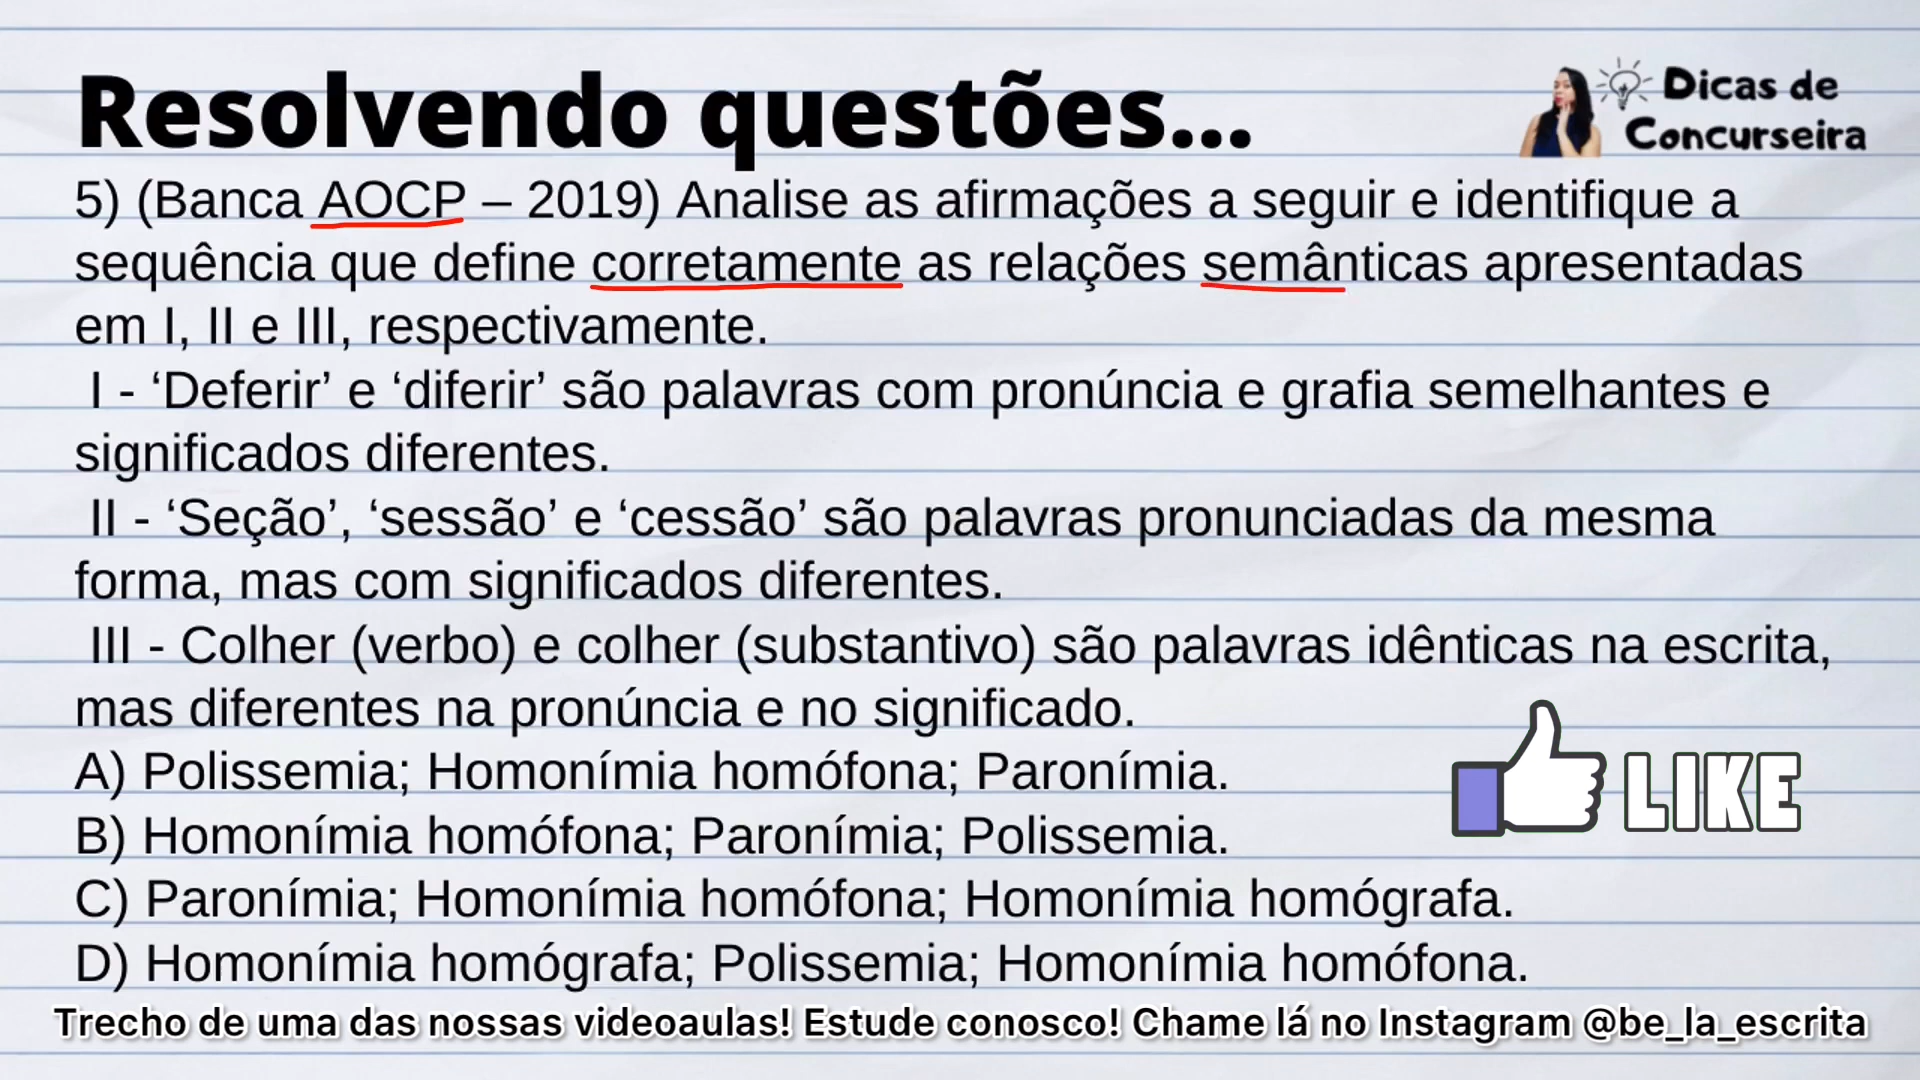 Resolvendo questões...
Dicas de
Concurseira
5) (Banca AOCP – 2019) Analise as afirmações a seguir e identifique a
sequência que define corretamente as relações semânticas apresentadas
em I, II e III, respectivamente.
I - ‘Deferir’ e ‘diferir’ são palavras com pronúncia e grafia semelhantes e
significados diferentes.
II - ‘Seção’, ‘sessão’ e ‘cessão’ são palavras pronunciadas da mesma
forma, mas com significados diferentes.
III - Colher (verbo) e colher (substantivo) são palavras idênticas na escrita,
mas diferentes na pronúncia e no significado.
A) Polissemia; Homonímia homófona; Paronímia.
B) Homonímia homófona; Paronímia; Polissemia.
C) Paronímia; Homonímia homófona; Homonímia homógrafa.
D) Homonímia homógrafa; Polissemia; Homonímia homófona.
LIKE
Trecho de uma das nossas videoaulas! Estude conosco! Chame lá no Instagram @be_la_escrita